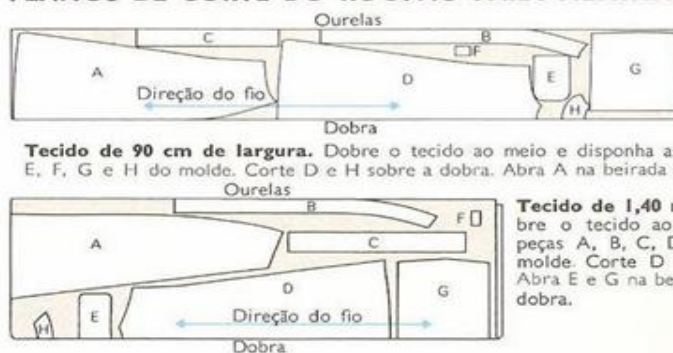 Ourelas
C
B
F
A
D
E
G
H
Direção do fio
Dobra
Tecido de 90 cm de largura. Dobre o tecido ao meio e disponha a
E, F, G e H do molde. Corte D e H sobre a dobra. Abra A na beirada
Ourelas
B
F
A
C
D
G
E
H
Direção do fio
Dobra
Tecido de 1,40
bre o tecido ao
peças A, B, C, D
molde. Corte D
Abra E e G na be
dobra.